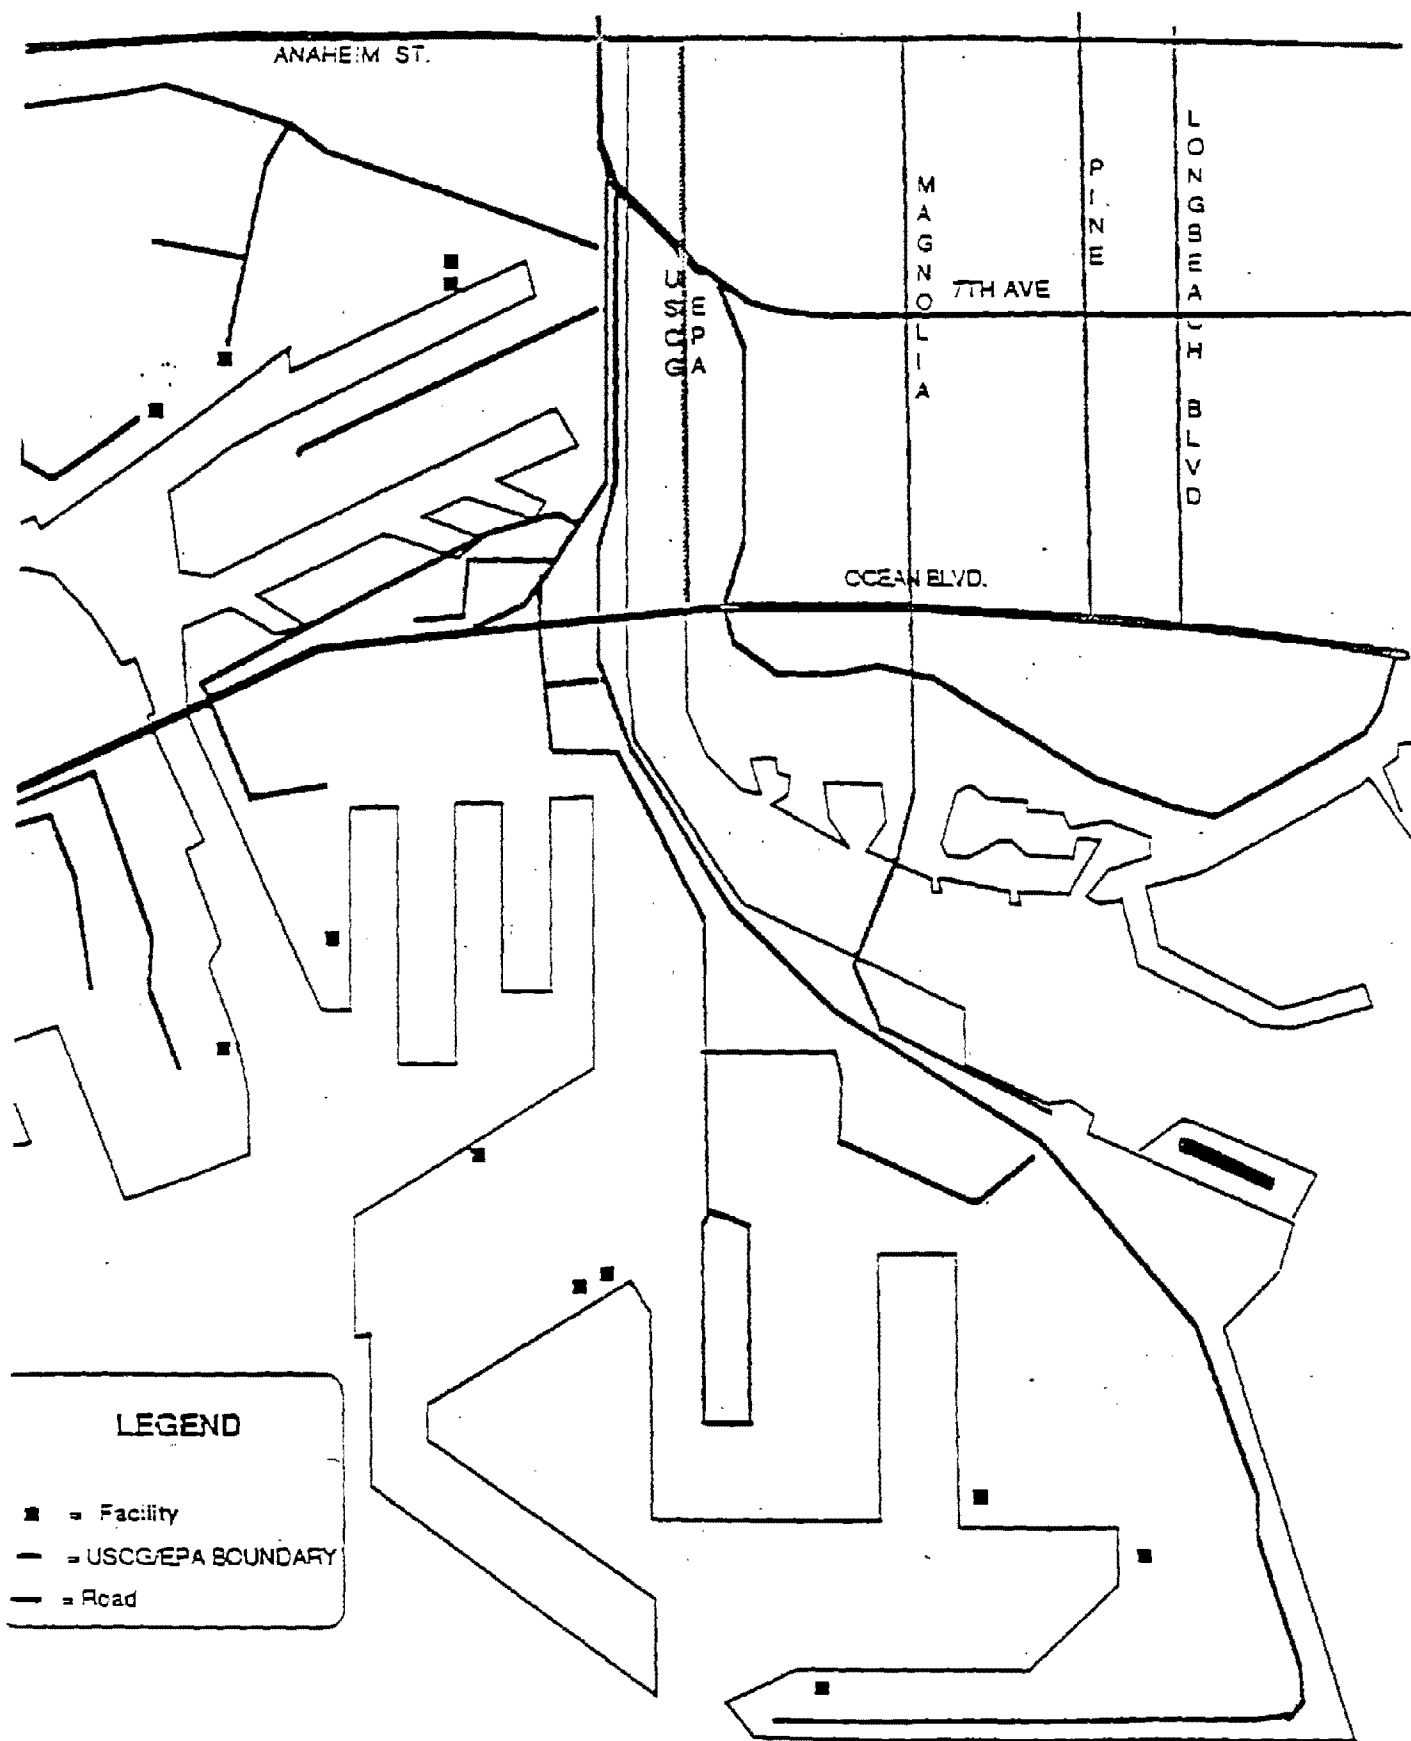 ANAHEIM ST.
USCG
EPA
MAGNOLIA
PINE
LONGBEACH BLVD
7TH AVE
OCEAN BLVD.
LEGEND
= Facility
= USCG/EPA BOUNDARY
= Road